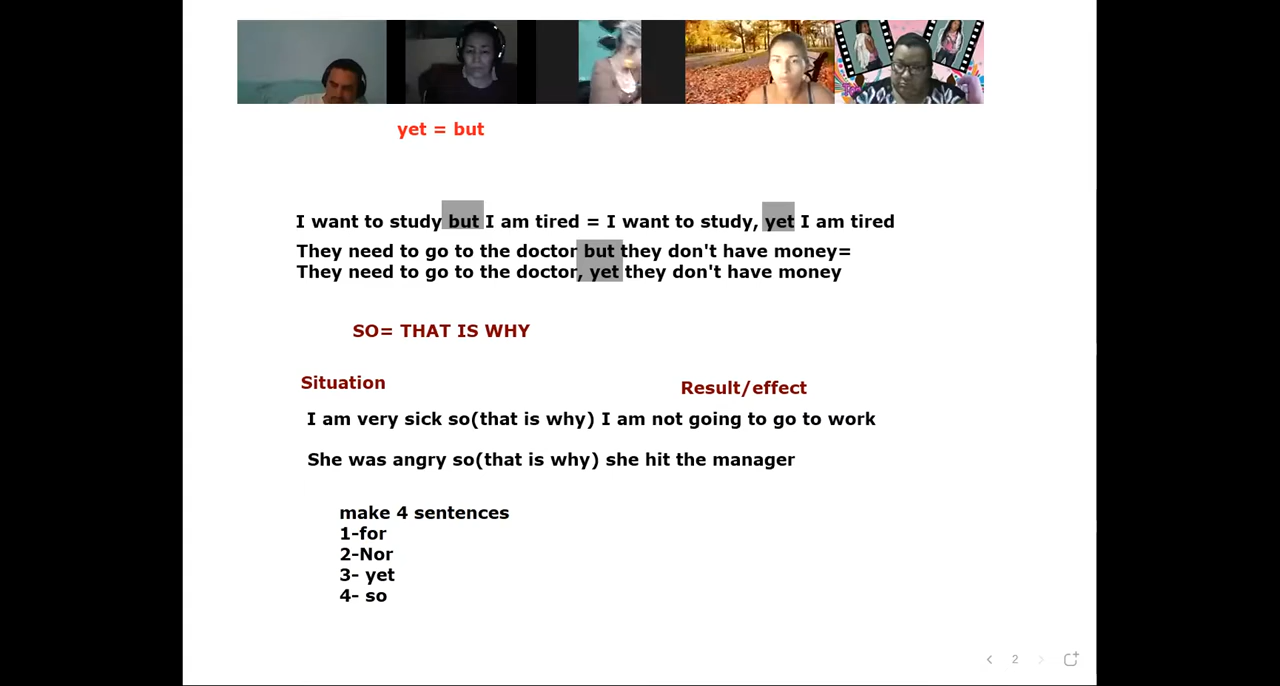 yet = but
I want to study but I am tired = I want to study, yet I am tired
They need to go to the doctor but they don't have money=
They need to go to the doctor, yet they don't have money
SO= THAT IS WHY
Situation
Result/effect
I am very sick so(that is why) I am not going to go to work
She was angry so(that is why) she hit the manager
make 4 sentences
1-for
2-Nor
3- yet
4- so
2